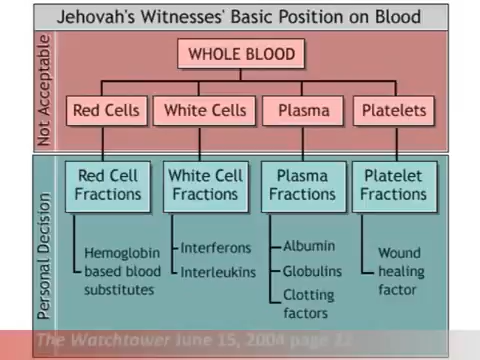 Jehovah's Witnesses' Basic Position on Blood
Not Acceptable
WHOLE BLOOD
Red Cells
White Cells
Plasma
Platelets
Personal Decision
Red Cell
Fractions
White Cell
Fractions
Plasma
Fractions
Platelet
Fractions
Hemoglobin
based blood
substitutes
Interferons
Interleukins
Albumin
Globulins
Clotting
factors
Wound
healing
factor
The Watchtower June 15, 2004 page